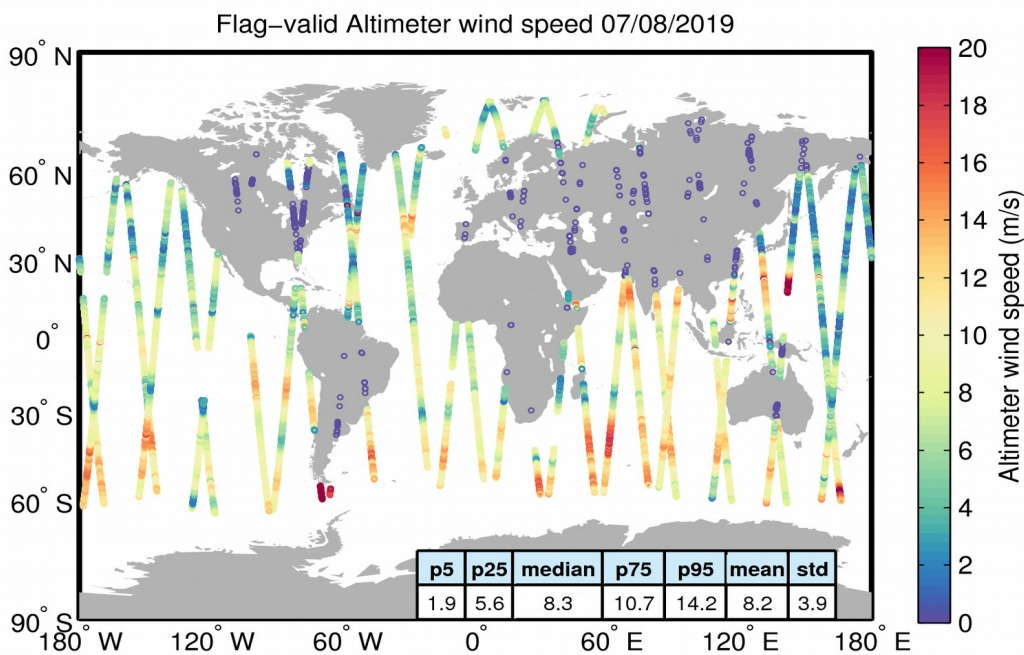 Flag−valid Altimeter wind speed 07/08/2019
90° N
60° N
30° N
0°
30° S
60° S
90° S
180° W
120° W
60° W
0°
60° E
120° E
180° E
p5 p25 median p75 p95 mean std
1.9 5.6 8.3 10.7 14.2 8.2 3.9
20
18
16
14
12
10
8
6
4
2
0
Altimeter wind speed (m/s)